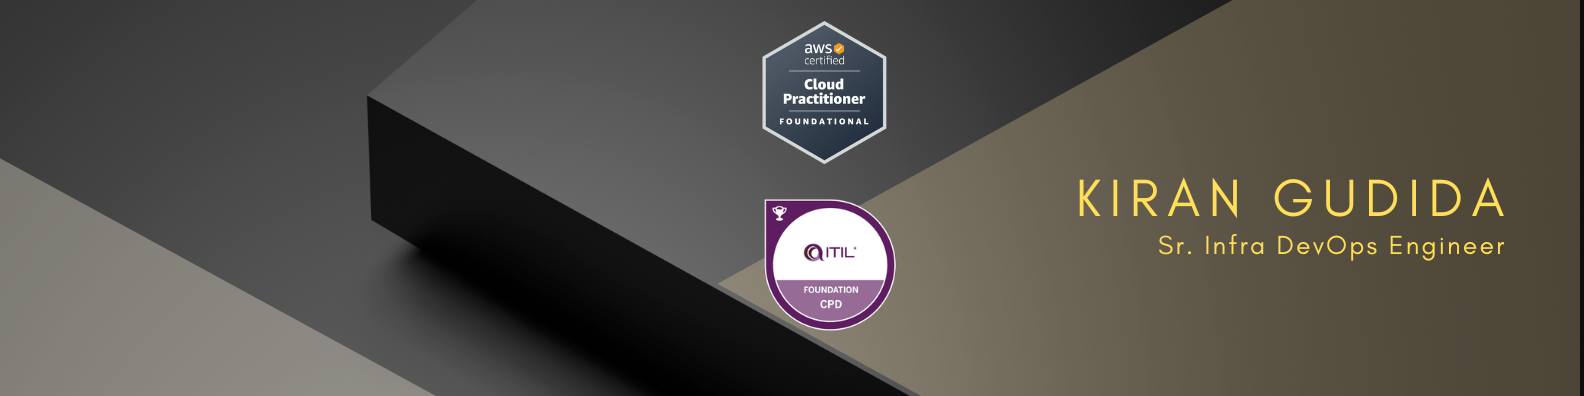 aws
certified
Cloud
Practitioner
FOUNDATIONAL
ITIL
FOUNDATION
CPD
KIRAN GUDIDA
Sr. Infra DevOps Engineer